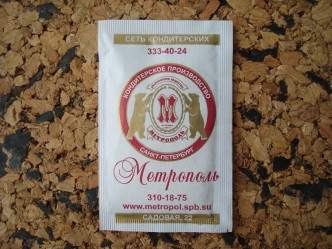 СЕТЬ КОНДИТЕРСКИХ
333-40-24
КОНДИТЕРСКОЕ ПРОИЗВОДСТВО
МЕТРОПОЛЬ
САНКТ-ПЕТЕРБУРГ
Метрополь
310-18-75
www.metropol.spb.su
САДОВАЯ, 22